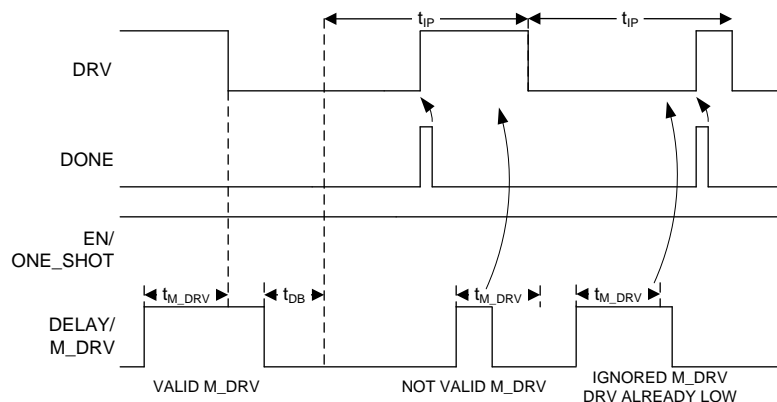 t_IP
t_IP
DRV
DONE
EN/
ONE_SHOT
t_M_DRV
t_DB
t_M_DRV
t_M_DRV
DELAY/
M_DRV
VALID M_DRV
NOT VALID M_DRV
IGNORED M_DRV
DRV ALREADY LOW